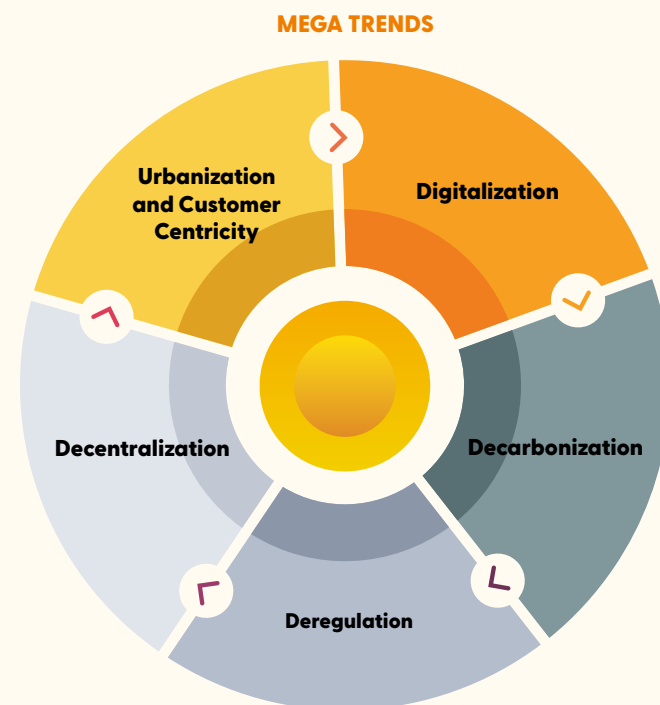 MEGA TRENDS
Urbanization
and Customer
Centricity
Digitalization
Decentralization
Decarbonization
Deregulation